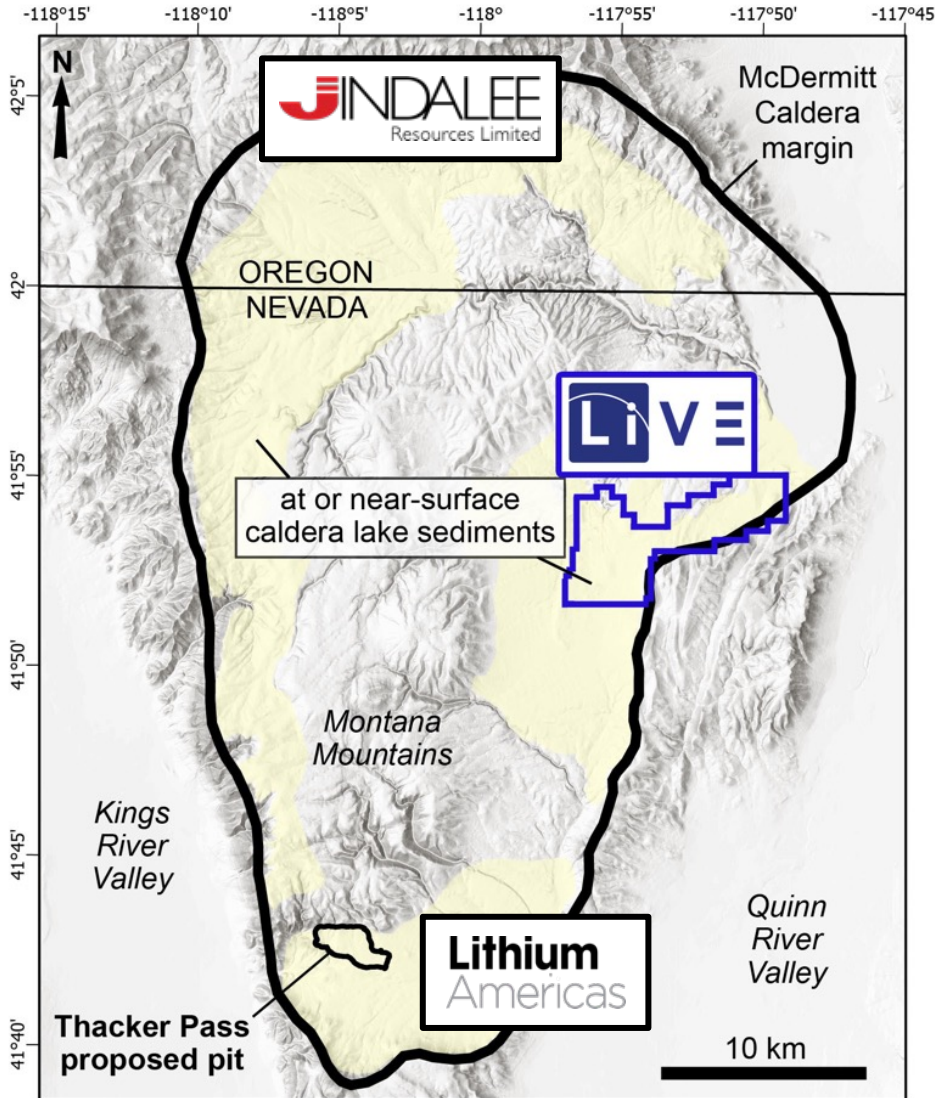 -118°15'
-118°10'
-118°5'
-118°
-117°55'
-117°50'
-117°45'
42°5'
42°
41°55'
41°50'
41°45'
41°40'
N
JINDALEE
Resources Limited
McDermitt
Caldera
margin
OREGON
NEVADA
LiVE
at or near-surface
caldera lake sediments
Montana
Mountains
Kings
River
Valley
Quinn
River
Valley
Lithium
Americas
Thacker Pass
proposed pit
10 km